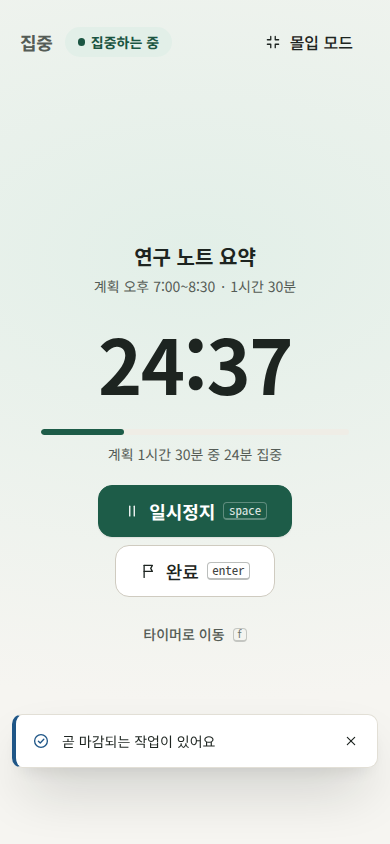 집중
집중하는 중
몰입 모드
연구 노트 요약
계획 오후 7:00~8:30 · 1시간 30분
24:37
계획 1시간 30분 중 24분 집중
일시정지 space
완료 enter
타이머로 이동 f
곧 마감되는 작업이 있어요